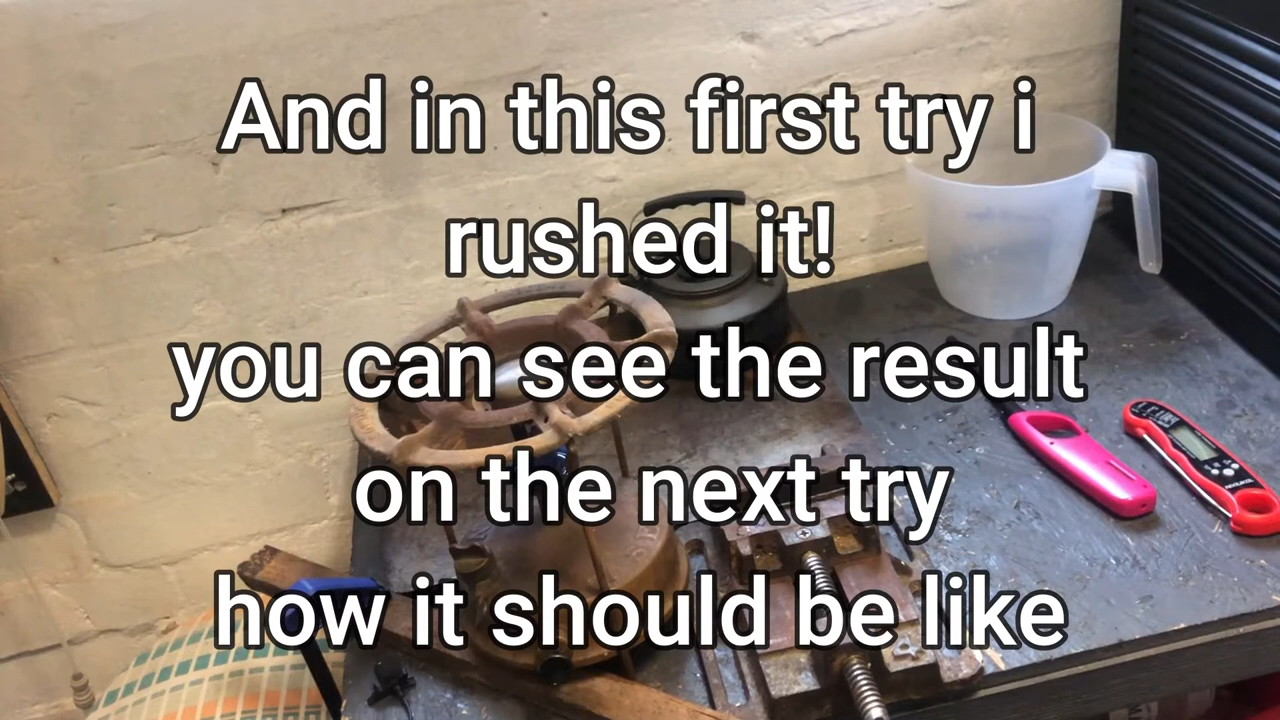 And in this first try i
rushed it!
you can see the result
on the next try
how it should be like